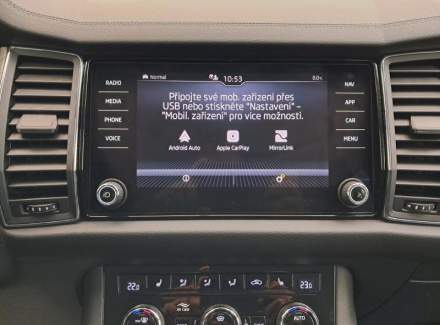 RADIO
MEDIA
PHONE
VOICE
Normal
10:53
Připojte své mob. zařízení přes
USB nebo stiskněte "Nastavení" -
"Mobil. zařízení" pro více možností.
Android Auto
Apple CarPlay
MirrorLink
NAV
APP
CAR
MENU
22.0
23.0
AUTO